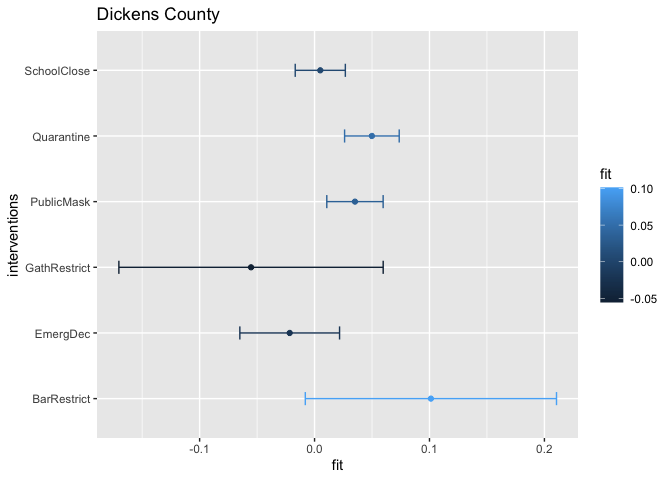 Dickens County
SchoolClose
Quarantine
PublicMask
GathRestrict
EmergDec
BarRestrict
interventions
-0.1
0.0
0.1
0.2
fit
fit
0.10
0.05
0.00
-0.05